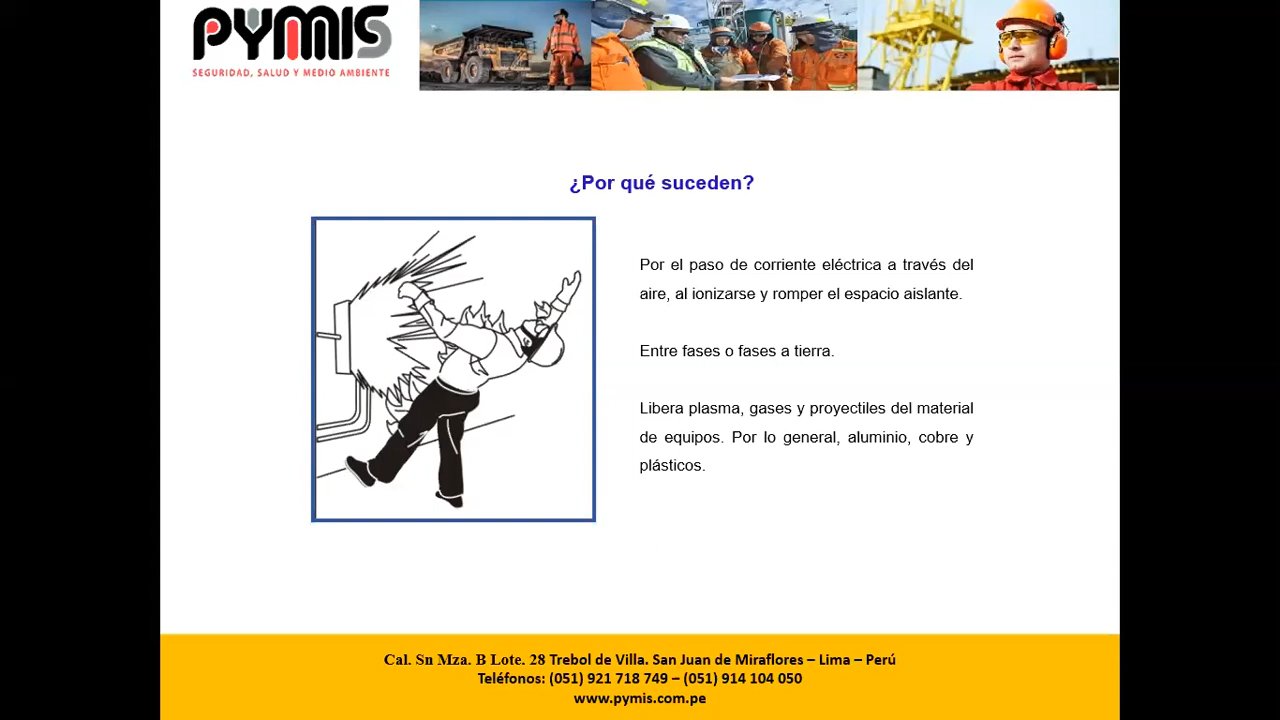 PYMIS
SEGURIDAD, SALUD Y MEDIO AMBIENTE
¿Por qué suceden?
Por el paso de corriente eléctrica a través del
aire, al ionizarse y romper el espacio aislante.
Entre fases o fases a tierra.
Libera plasma, gases y proyectiles del material
de equipos. Por lo general, aluminio, cobre y
plásticos.
Cal. Sn Mza. B Lote. 28 Trebol de Villa. San Juan de Miraflores – Lima – Perú
Teléfonos: (051) 921 718 749 – (051) 914 104 050
www.pymis.com.pe